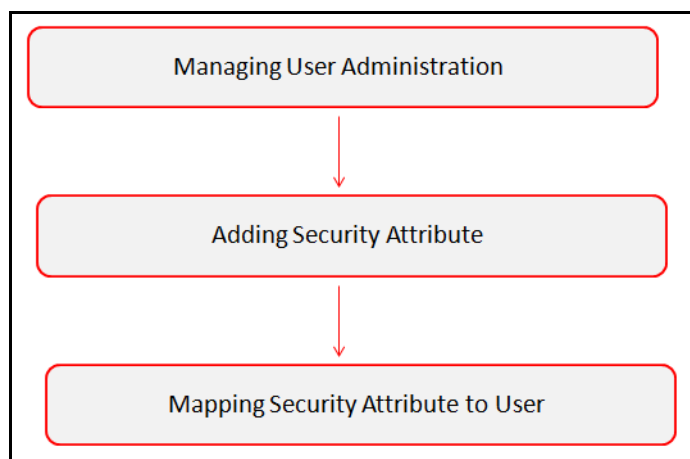 Managing User Administration
Adding Security Attribute
Mapping Security Attribute to User